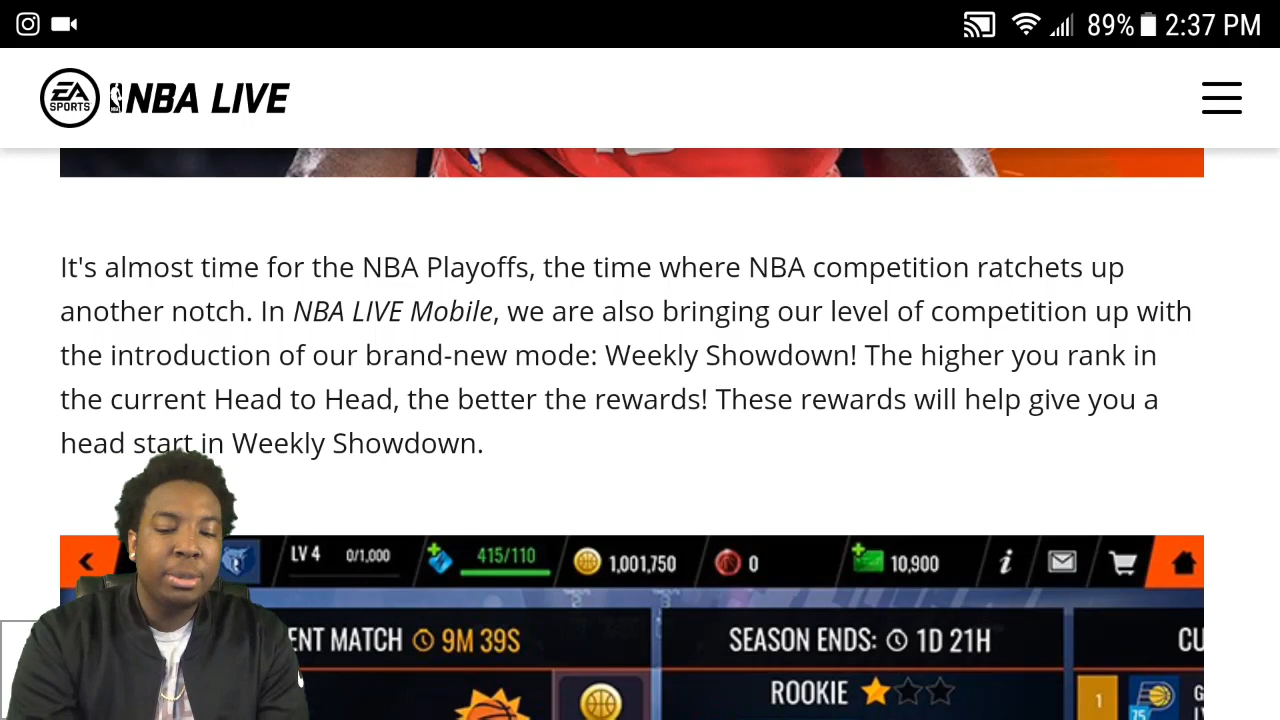 89% 2:37 PM
EA SPORTS NBA LIVE
It's almost time for the NBA Playoffs, the time where NBA competition ratchets up
another notch. In NBA LIVE Mobile, we are also bringing our level of competition up with
the introduction of our brand-new mode: Weekly Showdown! The higher you rank in
the current Head to Head, the better the rewards! These rewards will help give you a
head start in Weekly Showdown.
LV 4 0/1,000 415/110 1,001,750 0 10,900
ENT MATCH 9M 39S SEASON ENDS: 1D 21H CU
ROOKIE 1 G
75